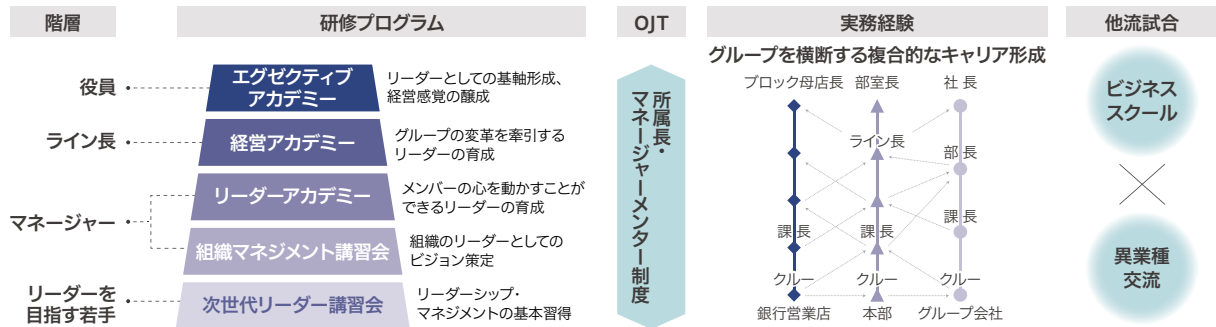 階層
研修プログラム
OJT
実務経験
他流試合
役員
エグゼクティブ
アカデミー
リーダーとしての基軸形成、
経営感覚の醸成
ライン長
経営アカデミー
グループの変革を牽引する
リーダーの育成
マネージャー
リーダーアカデミー
メンバーの心を動かすことが
できるリーダーの育成
組織マネジメント講習会
組織のリーダーとしての
ビジョン策定
リーダーを
目指す若手
次世代リーダー講習会
リーダーシップ・
マネジメントの基本習得
所属長・
マネージャーメンター制度
グループを横断する複合的なキャリア形成
ブロック母店長
部室長
社長
ライン長
部長
課長
課長
課長
クルー
クルー
クルー
銀行営業店
本部
グループ会社
ビジネス
スクール
異業種
交流